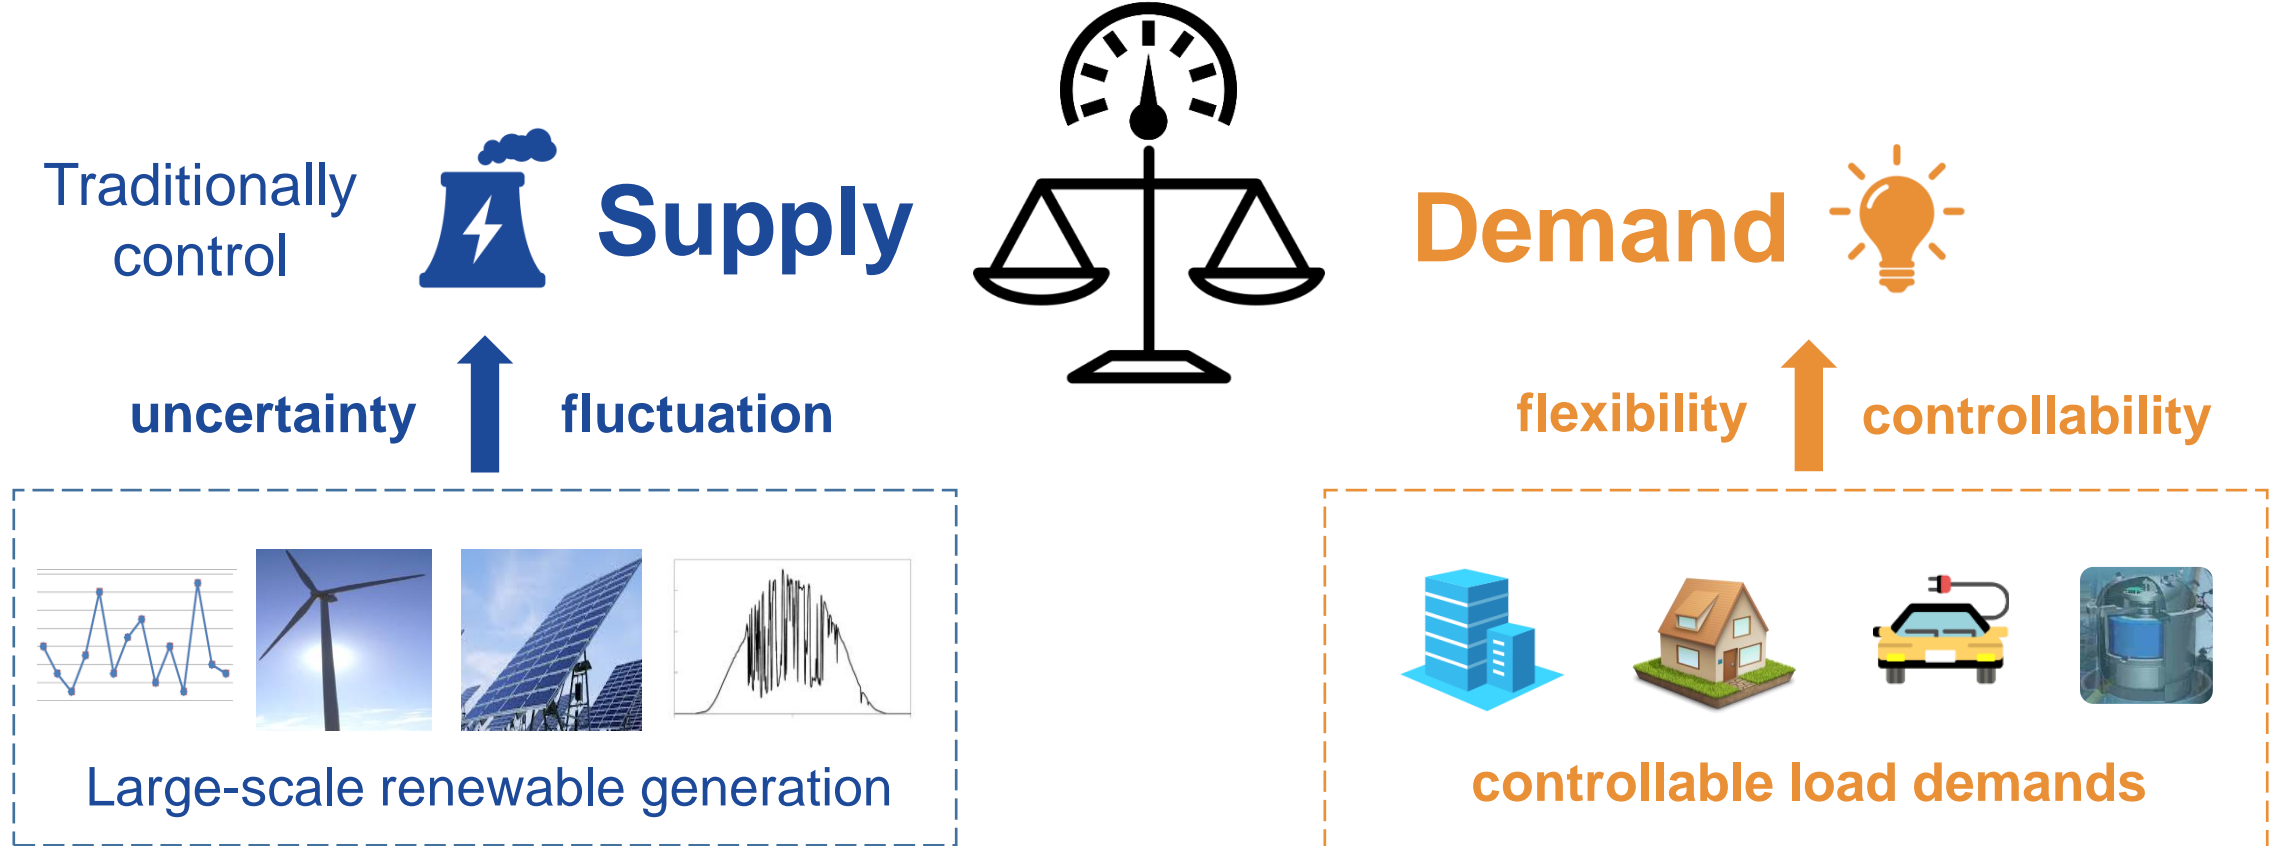 Traditionally
control
Supply
Demand
uncertainty
fluctuation
flexibility
controllability
Large-scale renewable generation
controllable load demands